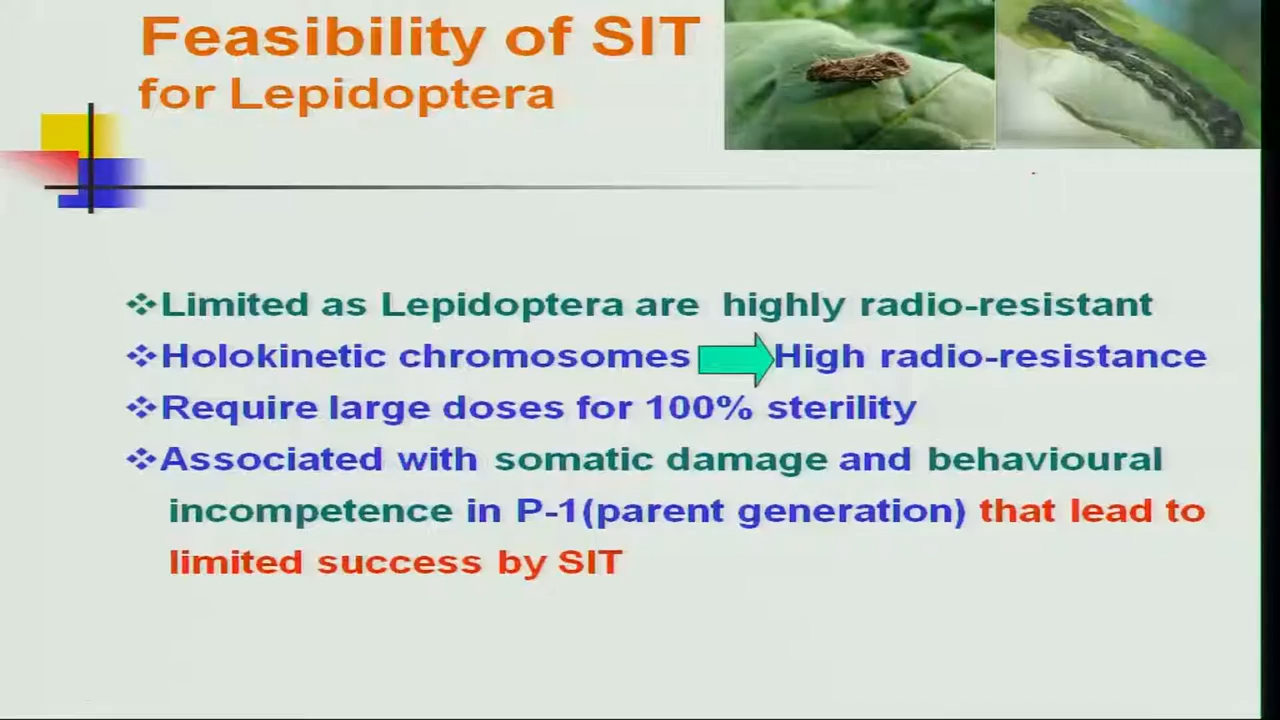 Feasibility of SIT
for Lepidoptera
❖Limited as Lepidoptera are highly radio-resistant
❖Holokinetic chromosomes High radio-resistance
❖Require large doses for 100% sterility
❖Associated with somatic damage and behavioural
incompetence in P-1(parent generation) that lead to
limited success by SIT